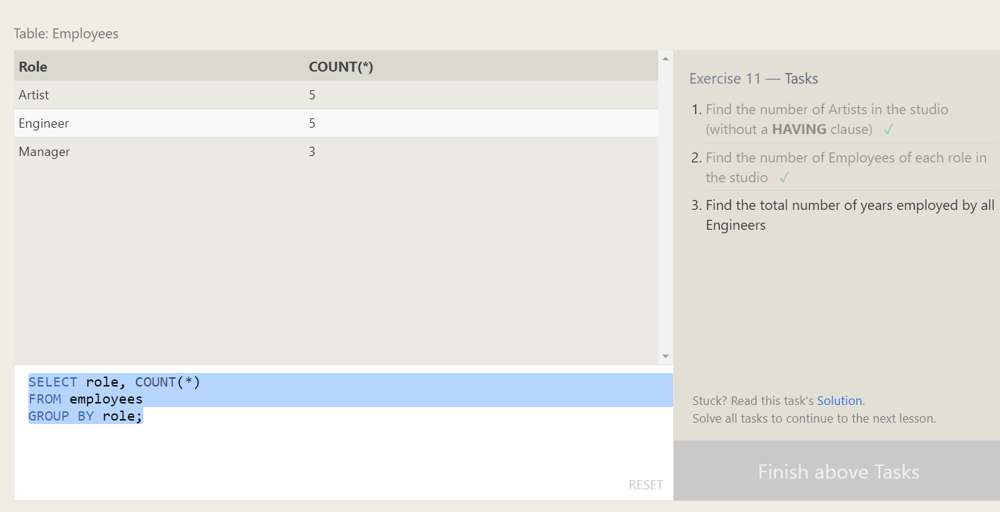 Table: Employees
Role COUNT(*)
Artist 5
Engineer 5
Manager 3
SELECT role, COUNT(*)
FROM employees
GROUP BY role;
RESET
Exercise 11 — Tasks
1. Find the number of Artists in the studio
(without a HAVING clause) ✓
2. Find the number of Employees of each role in
the studio ✓
3. Find the total number of years employed by all
Engineers
Stuck? Read this task's Solution.
Solve all tasks to continue to the next lesson.
Finish above Tasks